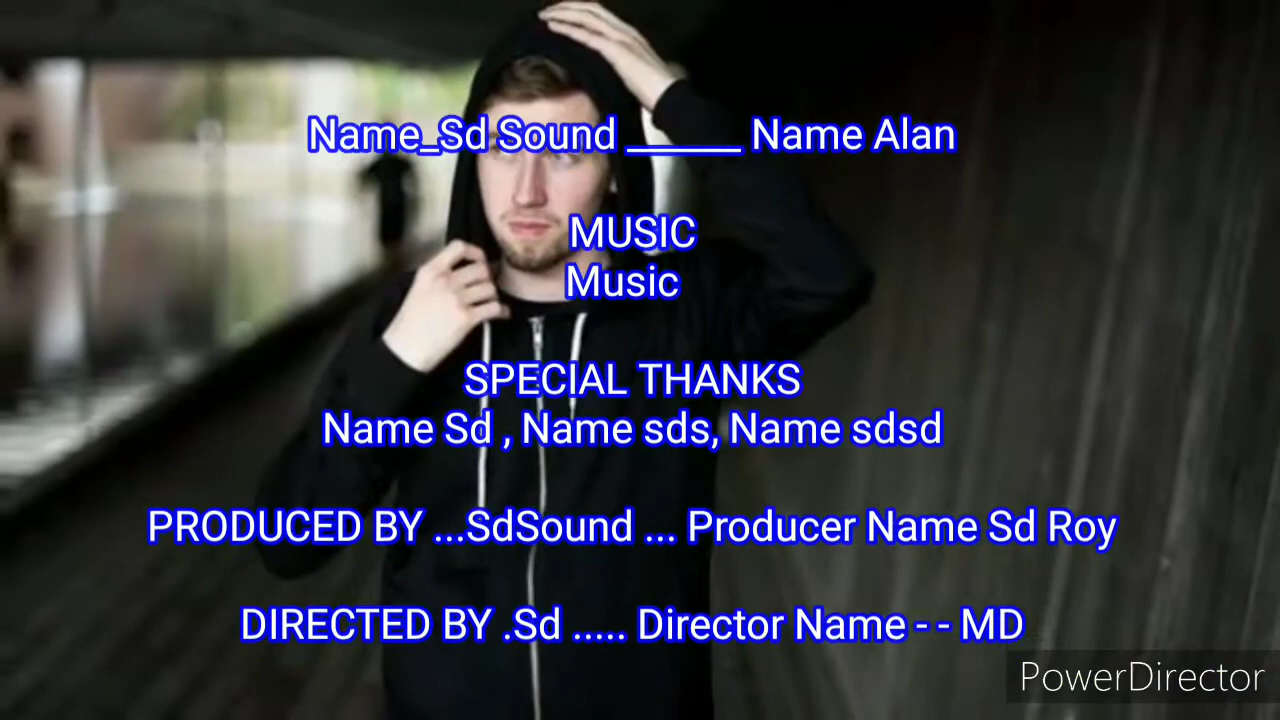 Name_Sd Sound ______ Name Alan
MUSIC
Music
SPECIAL THANKS
Name Sd , Name sds, Name sdsd
PRODUCED BY ...SdSound ... Producer Name Sd Roy
DIRECTED BY .Sd ..... Director Name - - MD
PowerDirector